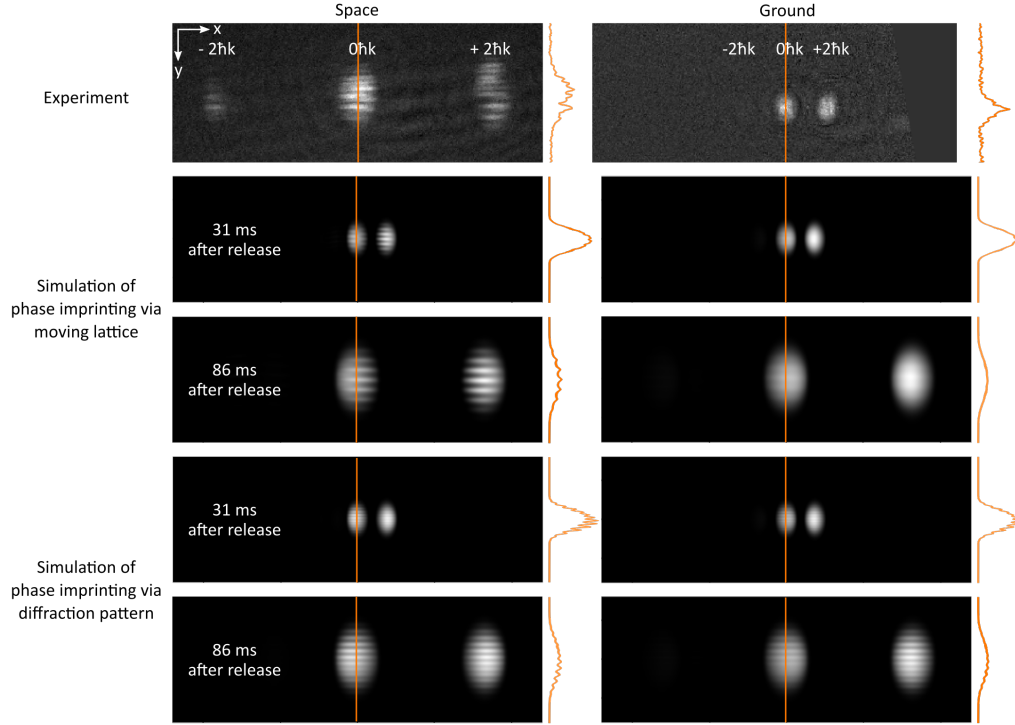 Space
Ground
x
y
- 2ħk
0ħk
+ 2ħk
-2ħk
0ħk
+2ħk
Experiment
31 ms
after release
Simulation of
phase imprinting via
moving lattice
86 ms
after release
31 ms
after release
Simulation of
phase imprinting via
diffraction pattern
86 ms
after release